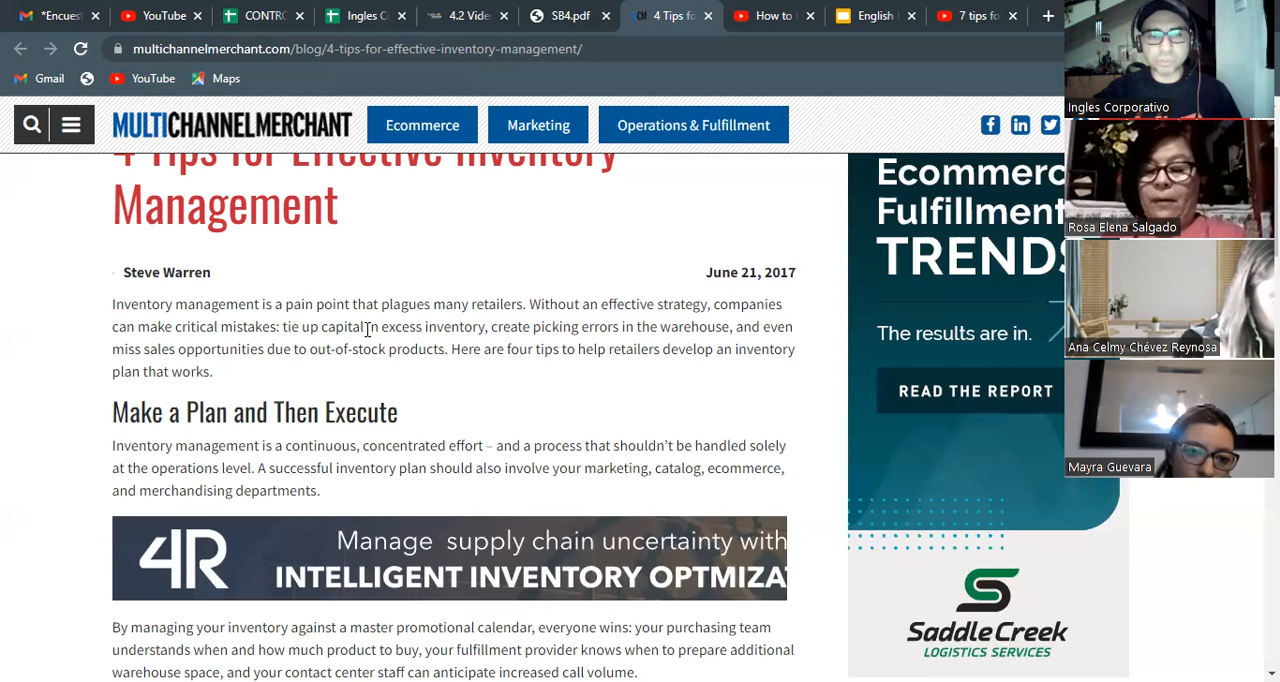 *Encues
YouTube
CONTRO
Ingles Co
4.2 Vide
SB4.pdf
4 Tips fo
How to
English
7 tips fo
multichannelmerchant.com/blog/4-tips-for-effective-inventory-management/
Gmail
YouTube
Maps
MULTICHANNELMERCHANT
Ecommerce
Marketing
Operations & Fulfillment
4 Tips for Effective Inventory
Management
Steve Warren
June 21, 2017
Inventory management is a pain point that plagues many retailers. Without an effective strategy, companies
can make critical mistakes: tie up capital in excess inventory, create picking errors in the warehouse, and even
miss sales opportunities due to out-of-stock products. Here are four tips to help retailers develop an inventory
plan that works.
Make a Plan and Then Execute
Inventory management is a continuous, concentrated effort – and a process that shouldn't be handled solely
at the operations level. A successful inventory plan should also involve your marketing, catalog, ecommerce,
and merchandising departments.
4R
Manage supply chain uncertainty with
INTELLIGENT INVENTORY OPTMIZA
By managing your inventory against a master promotional calendar, everyone wins: your purchasing team
understands when and how much product to buy, your fulfillment provider knows when to prepare additional
warehouse space, and your contact center staff can anticipate increased call volume.
Ecommerc
Fulfillment
TRENDS
The results are in.
READ THE REPORT
Saddle Creek
LOGISTICS SERVICES
Ingles Corporativo
Rosa Elena Salgado
Ana Celmy Chévez Reynosa
Mayra Guevara